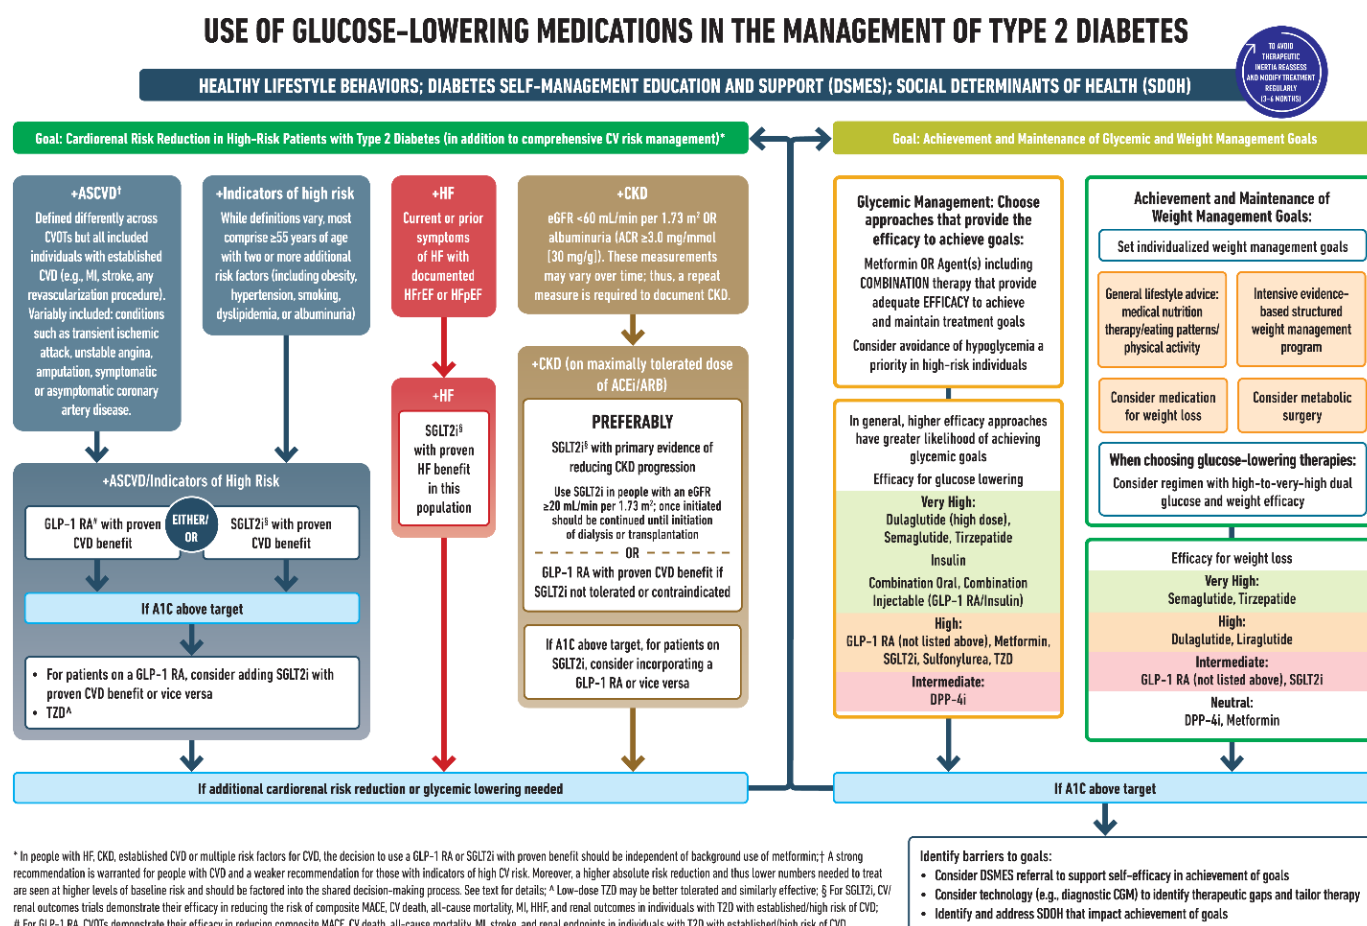 USE OF GLUCOSE-LOWERING MEDICATIONS IN THE MANAGEMENT OF TYPE 2 DIABETES
TO AVOID
THERAPEUTIC
INERTIA REASSESS
AND MODIFY TREATMENT
REGULARLY
(3–6 MONTHS)
HEALTHY LIFESTYLE BEHAVIORS; DIABETES SELF-MANAGEMENT EDUCATION AND SUPPORT (DSMES); SOCIAL DETERMINANTS OF HEALTH (SDOH)
Goal: Cardiorenal Risk Reduction in High-Risk Patients with Type 2 Diabetes (in addition to comprehensive CV risk management)*
+ASCVD†
Defined differently across
CVOTs but all included
individuals with established
CVD (e.g., MI, stroke, any
revascularization procedure).
Variably included: conditions
such as transient ischemic
attack, unstable angina,
amputation, symptomatic
or asymptomatic coronary
artery disease.
+Indicators of high risk
While definitions vary, most
comprise ≥55 years of age
with two or more additional
risk factors (including obesity,
hypertension, smoking,
dyslipidemia, or albuminuria)
+ASCVD/Indicators of High Risk
GLP-1 RA# with proven
CVD benefit
EITHER/
OR
SGLT2i§ with proven
CVD benefit
If A1C above target
• For patients on a GLP-1 RA, consider adding SGLT2i with
proven CVD benefit or vice versa
• TZD^
+HF
Current or prior
symptoms
of HF with
documented
HFrEF or HFpEF
+HF
SGLT2i§
with proven
HF benefit
in this
population
+CKD
eGFR <60 mL/min per 1.73 m² OR
albuminuria (ACR ≥3.0 mg/mmol
[30 mg/g]). These measurements
may vary over time; thus, a repeat
measure is required to document CKD.
+CKD (on maximally tolerated dose
of ACEi/ARB)
PREFERABLY
SGLT2i§ with primary evidence of
reducing CKD progression
Use SGLT2i in people with an eGFR
≥20 mL/min per 1.73 m²; once initiated
should be continued until initiation
of dialysis or transplantation
OR
GLP-1 RA with proven CVD benefit if
SGLT2i not tolerated or contraindicated
If A1C above target, for patients on
SGLT2i, consider incorporating a
GLP-1 RA or vice versa
If additional cardiorenal risk reduction or glycemic lowering needed
Goal: Achievement and Maintenance of Glycemic and Weight Management Goals
Glycemic Management: Choose
approaches that provide the
efficacy to achieve goals:
Metformin OR Agent(s) including
COMBINATION therapy that provide
adequate EFFICACY to achieve
and maintain treatment goals
Consider avoidance of hypoglycemia a
priority in high-risk individuals
In general, higher efficacy approaches
have greater likelihood of achieving
glycemic goals
Efficacy for glucose lowering
Very High:
Dulaglutide (high dose),
Semaglutide, Tirzepatide
Insulin
Combination Oral, Combination
Injectable (GLP-1 RA/Insulin)
High:
GLP-1 RA (not listed above), Metformin,
SGLT2i, Sulfonylurea, TZD
Intermediate:
DPP-4i
Achievement and Maintenance of
Weight Management Goals:
Set individualized weight management goals
General lifestyle advice:
medical nutrition
therapy/eating patterns/
physical activity
Intensive evidence-
based structured
weight management
program
Consider medication
for weight loss
Consider metabolic
surgery
When choosing glucose-lowering therapies:
Consider regimen with high-to-very-high dual
glucose and weight efficacy
Efficacy for weight loss
Very High:
Semaglutide, Tirzepatide
High:
Dulaglutide, Liraglutide
Intermediate:
GLP-1 RA (not listed above), SGLT2i
Neutral:
DPP-4i, Metformin
If A1C above target
Identify barriers to goals:
• Consider DSMES referral to support self-efficacy in achievement of goals
• Consider technology (e.g., diagnostic CGM) to identify therapeutic gaps and tailor therapy
• Identify and address SDOH that impact achievement of goals
* In people with HF, CKD, established CVD or multiple risk factors for CVD, the decision to use a GLP-1 RA or SGLT2i with proven benefit should be independent of background use of metformin;† A strong
recommendation is warranted for people with CVD and a weaker recommendation for those with indicators of high CV risk. Moreover, a higher absolute risk reduction and thus lower numbers needed to treat
are seen at higher levels of baseline risk and should be factored into the shared decision-making process. See text for details; ^ Low-dose TZD may be better tolerated and similarly effective; § For SGLT2i, CV/
renal outcomes trials demonstrate their efficacy in reducing the risk of composite MACE, CV death, all-cause mortality, MI, HHF, and renal outcomes in individuals with T2D with established/high risk of CVD;
# For GLP-1 RA, CVOTs demonstrate their efficacy in reducing composite MACE, CV death, all-cause mortality, MI, stroke, and renal endpoints in individuals with T2D with established/high risk of CVD.